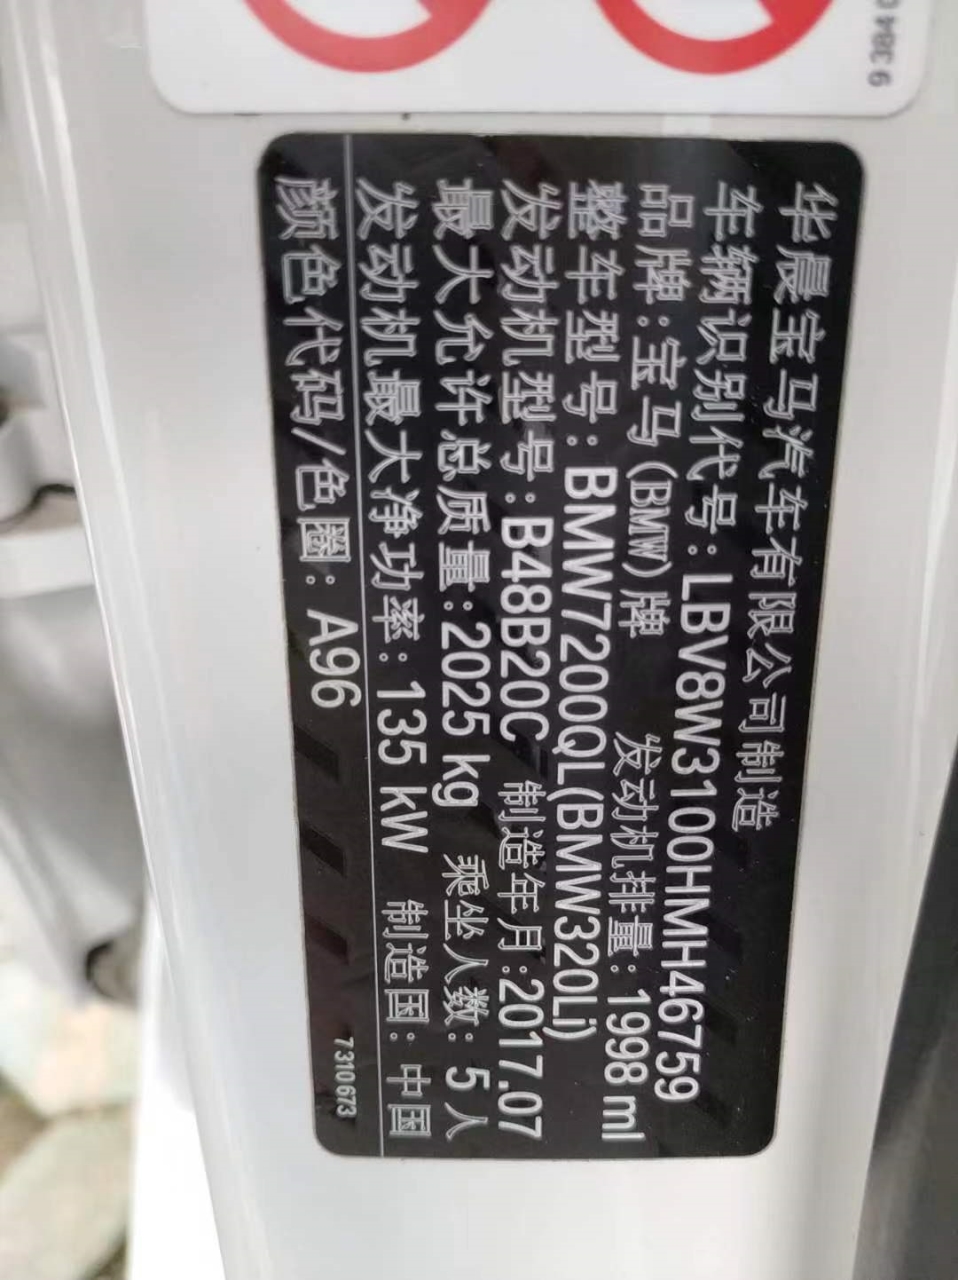 9 384 0
华晨宝马汽车有限公司制造
车辆识别代号：LBV8W3100HMH46759
品牌：宝马（BMW）牌 发动机排量：1998 ml
整车型号：BMW7200QL(BMW320Li)
发动机型号：B48B20C 制造年月：2017.07
最大允许总质量：2025 kg 乘坐人数：5 人
发动机最大净功率：135 kW 制造国：中国
颜色代码/色圈：A96
7310673